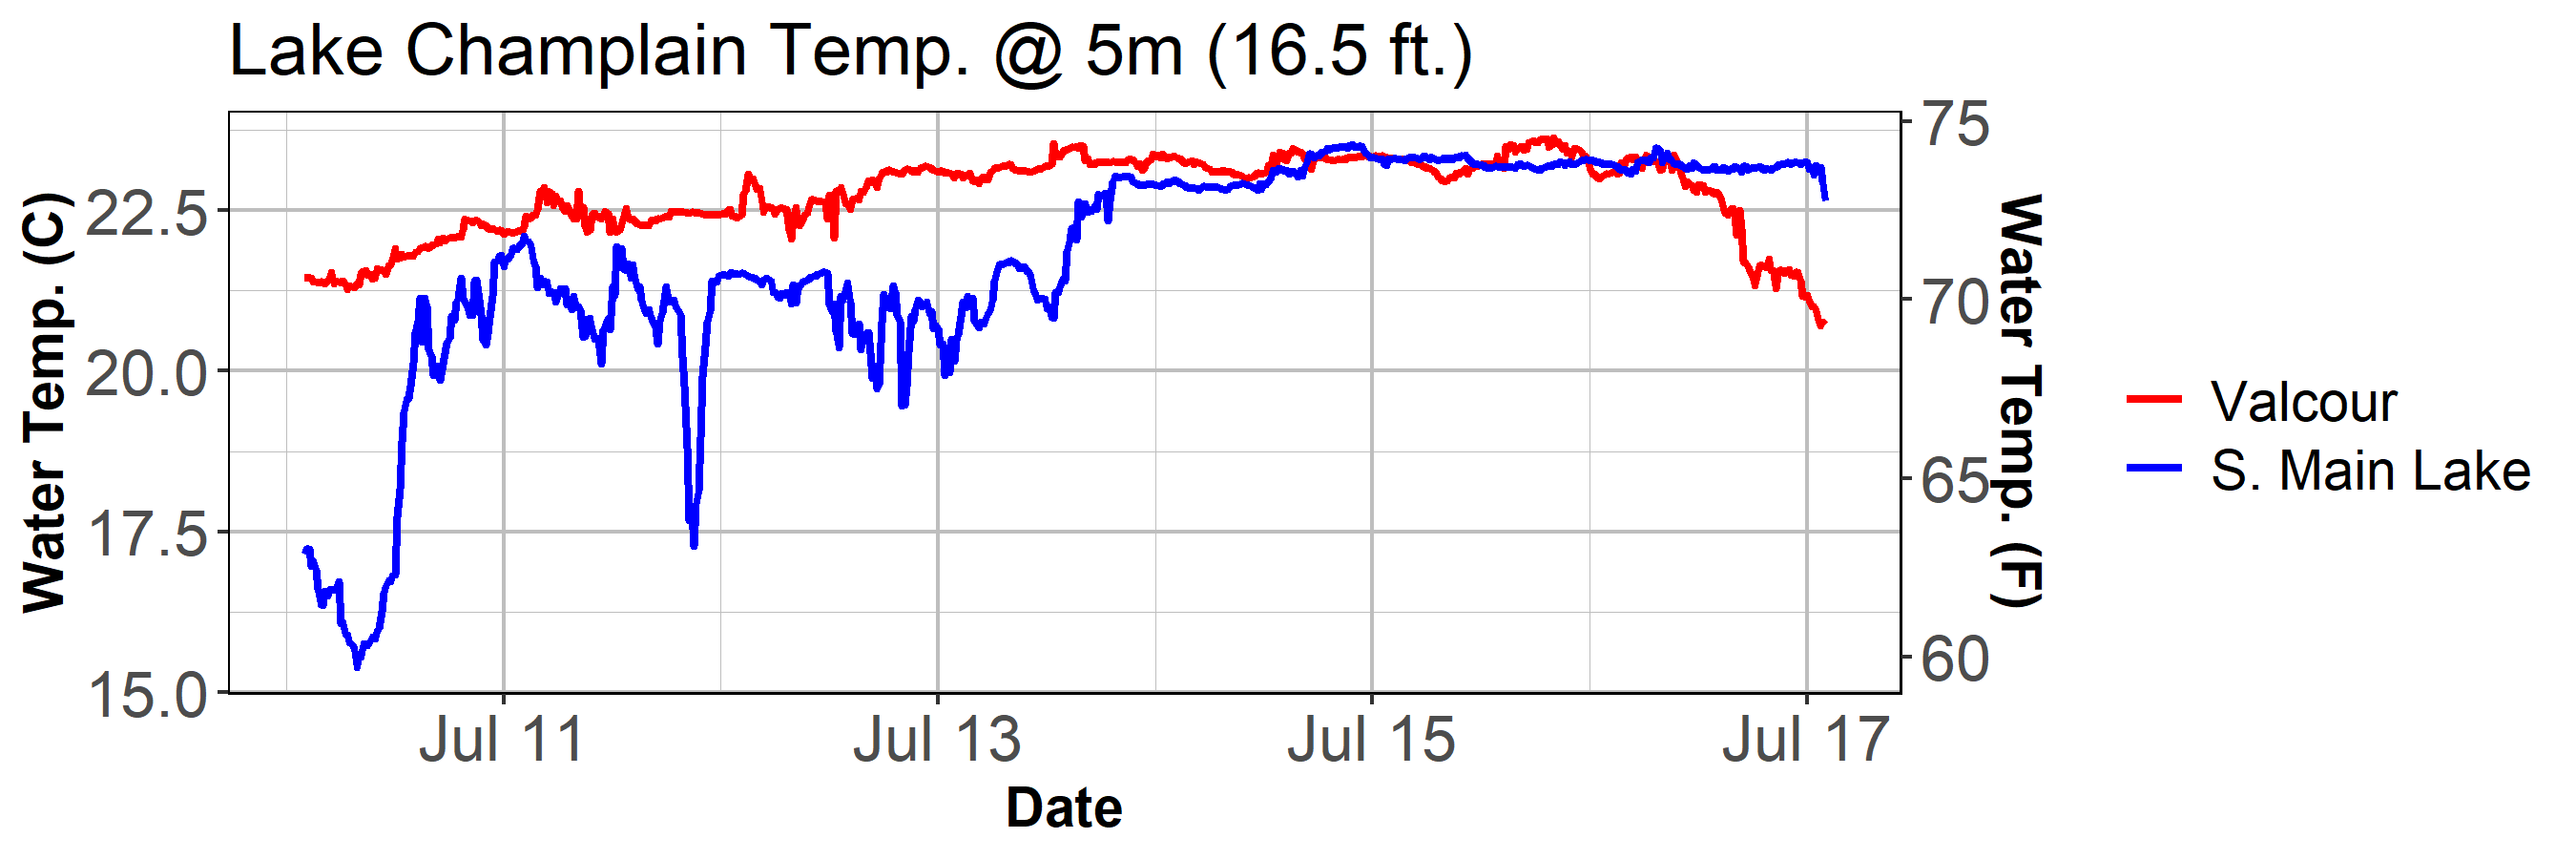 Lake Champlain Temp. @ 5m (16.5 ft.)
Water Temp. (C)
22.5
20.0
17.5
15.0
75
70
65
60
Water Temp. (F)
Jul 11 Jul 13 Jul 15 Jul 17
Date
Valcour
S. Main Lake